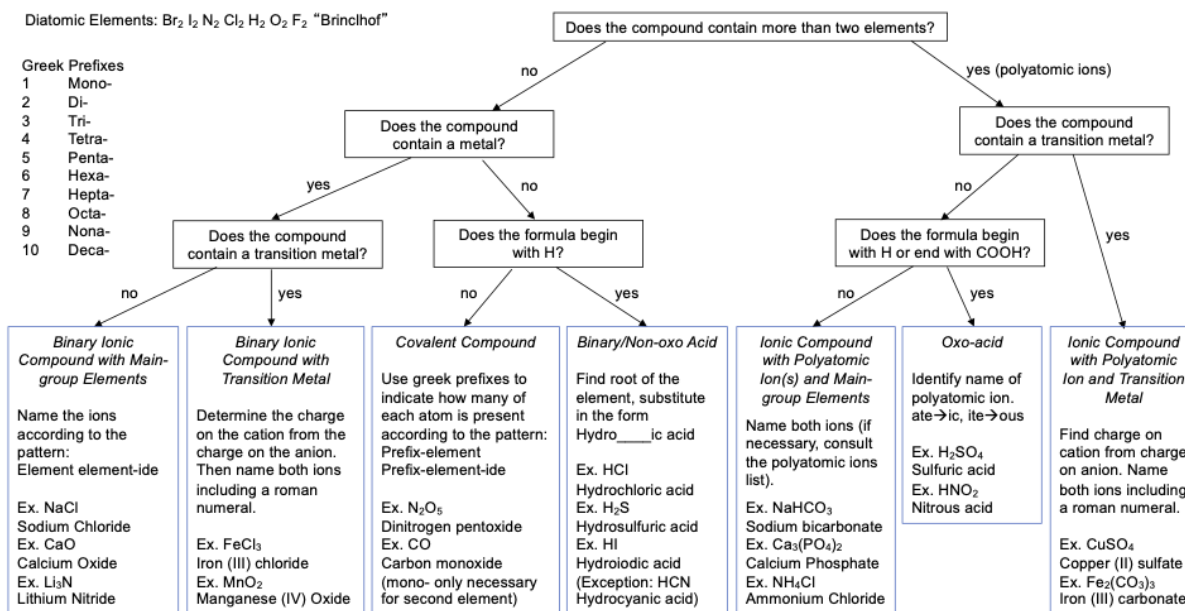 Diatomic Elements: Br₂ I₂ N₂ Cl₂ H₂ O₂ F₂ “Brinclhof”
Greek Prefixes
1 Mono-
2 Di-
3 Tri-
4 Tetra-
5 Penta-
6 Hexa-
7 Hepta-
8 Octa-
9 Nona-
10 Deca-
Does the compound contain more than two elements?
no
yes (polyatomic ions)
Does the compound
contain a metal?
Does the compound
contain a transition metal?
yes
no
no
yes
Does the compound
contain a transition metal?
Does the formula begin
with H?
Does the formula begin
with H or end with COOH?
no
yes
no
yes
no
yes
Binary Ionic
Compound with Main-
group Elements
Name the ions
according to the
pattern:
Element element-ide
Ex. NaCl
Sodium Chloride
Ex. CaO
Calcium Oxide
Ex. Li₃N
Lithium Nitride
Binary Ionic
Compound with
Transition Metal
Determine the charge
on the cation from the
charge on the anion.
Then name both ions
including a roman
numeral.
Ex. FeCl₃
Iron (III) chloride
Ex. MnO₂
Manganese (IV) Oxide
Covalent Compound
Use greek prefixes to
indicate how many of
each atom is present
according to the pattern:
Prefix-element
Prefix-element-ide
Ex. N₂O₅
Dinitrogen pentoxide
Ex. CO
Carbon monoxide
(mono- only necessary
for second element)
Binary/Non-oxo Acid
Find root of the
element, substitute
in the form
Hydro____ic acid
Ex. HCl
Hydrochloric acid
Ex. H₂S
Hydrosulfuric acid
Ex. HI
Hydroiodic acid
(Exception: HCN
Hydrocyanic acid)
Ionic Compound
with Polyatomic
Ion(s) and Main-
group Elements
Name both ions (if
necessary, consult
the polyatomic ions
list).
Ex. NaHCO₃
Sodium bicarbonate
Ex. Ca₃(PO₄)₂
Calcium Phosphate
Ex. NH₄Cl
Ammonium Chloride
Oxo-acid
Identify name of
polyatomic ion.
ate→ic, ite→ous
Ex. H₂SO₄
Sulfuric acid
Ex. HNO₂
Nitrous acid
Ionic Compound
with Polyatomic
Ion and Transition
Metal
Find charge on
cation from charge
on anion. Name
both ions including
a roman numeral.
Ex. CuSO₄
Copper (II) sulfate
Ex. Fe₂(CO₃)₃
Iron (III) carbonate